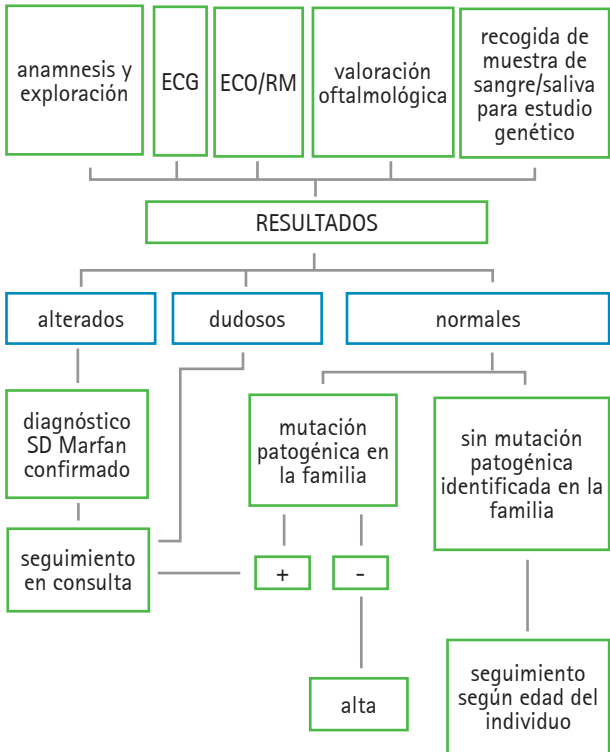 anamnesis y
exploración
ECG
ECO/RM
valoración
oftalmológica
recogida de
muestra de
sangre/saliva
para estudio
genético
RESULTADOS
alterados
dudosos
normales
diagnóstico
SD Marfan
confirmado
mutación
patogénica en
la familia
sin mutación
patogénica
identificada en la
familia
seguimiento
en consulta
+
-
alta
seguimiento
según edad del
individuo